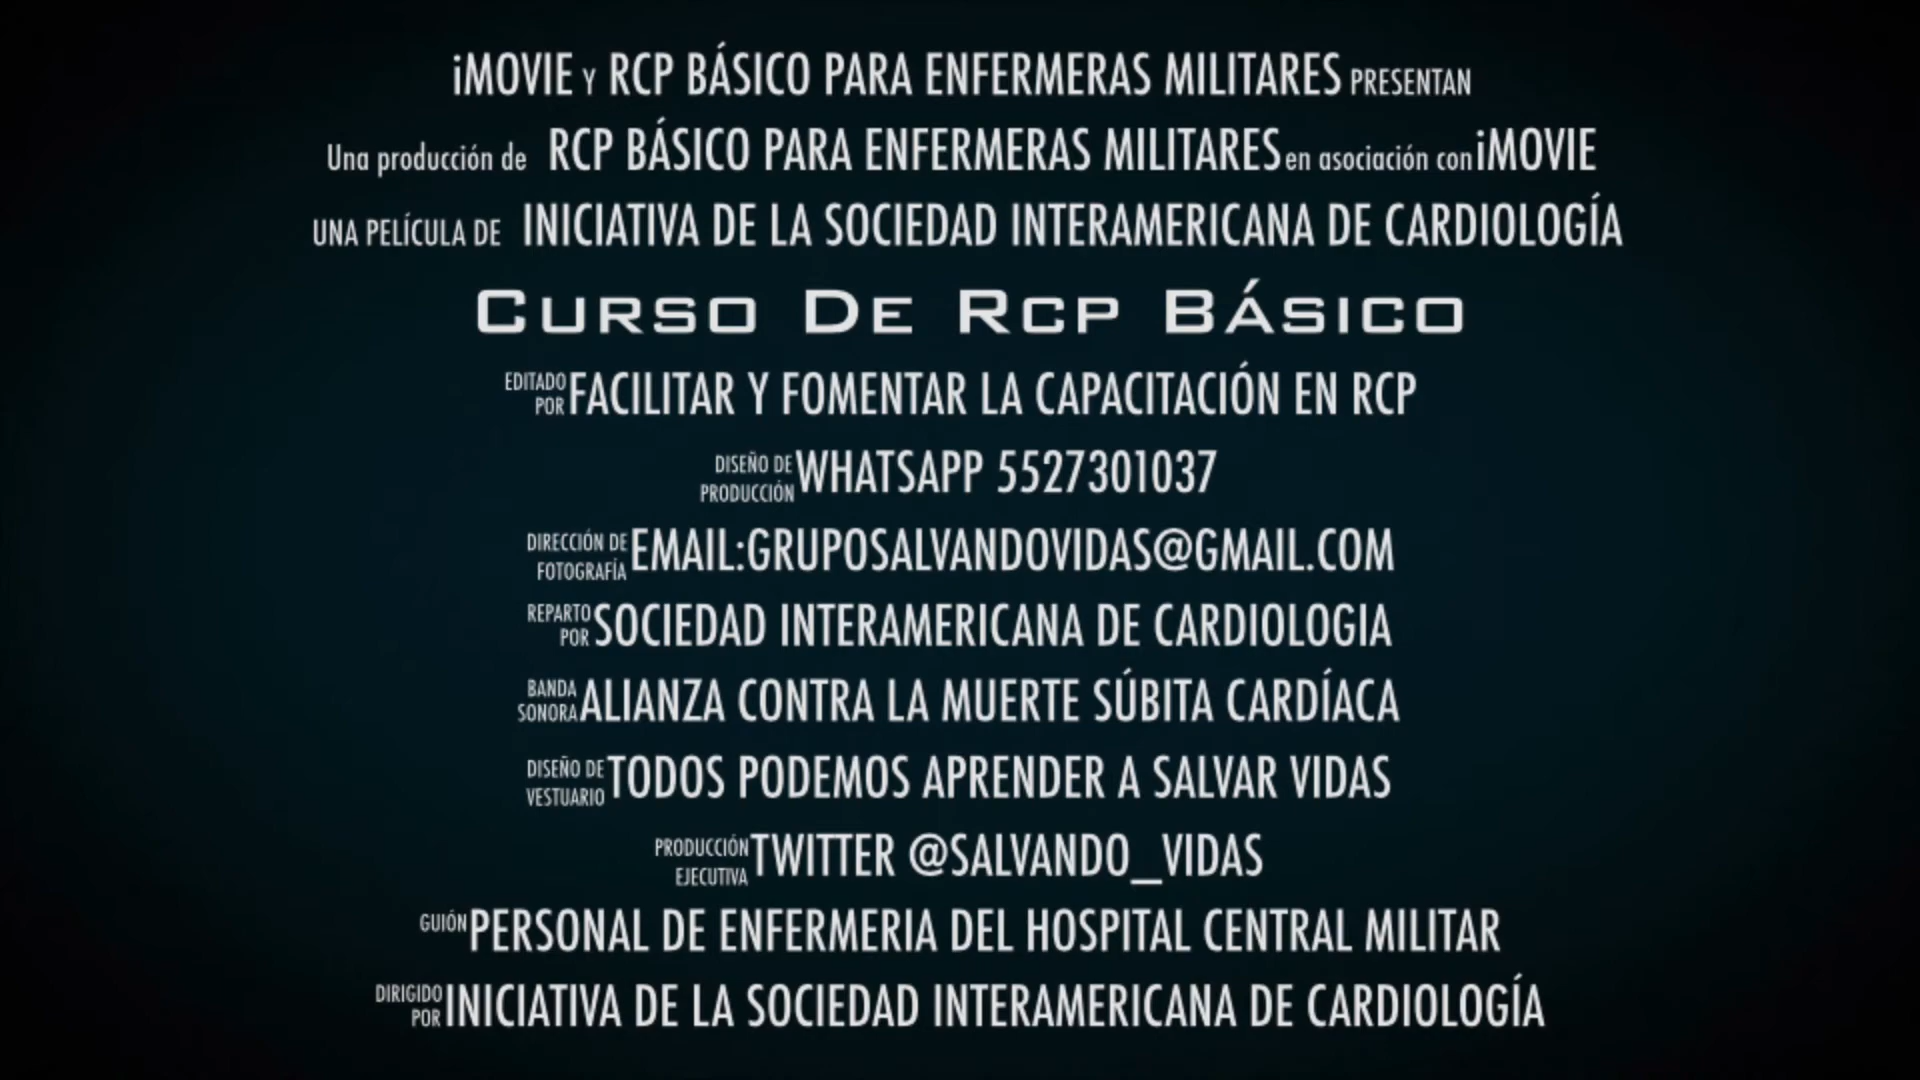 iMOVIE Y RCP BÁSICO PARA ENFERMERAS MILITARES PRESENTAN
Una producción de RCP BÁSICO PARA ENFERMERAS MILITARES en asociación con iMOVIE
UNA PELÍCULA DE INICIATIVA DE LA SOCIEDAD INTERAMERICANA DE CARDIOLOGÍA
CURSO DE RCP BÁSICO
EDITADO POR FACILITAR Y FOMENTAR LA CAPACITACIÓN EN RCP
DISEÑO DE PRODUCCIÓN WHATSAPP 5527301037
DIRECCIÓN DE FOTOGRAFÍA EMAIL:GRUPOSALVANDOVIDAS@GMAIL.COM
REPARTO POR SOCIEDAD INTERAMERICANA DE CARDIOLOGIA
BANDA SONORA ALIANZA CONTRA LA MUERTE SÚBITA CARDÍACA
DISEÑO DE VESTUARIO TODOS PODEMOS APRENDER A SALVAR VIDAS
PRODUCCIÓN EJECUTIVA TWITTER @SALVANDO_VIDAS
GUIÓN PERSONAL DE ENFERMERIA DEL HOSPITAL CENTRAL MILITAR
DIRIGIDO POR INICIATIVA DE LA SOCIEDAD INTERAMERICANA DE CARDIOLOGÍA